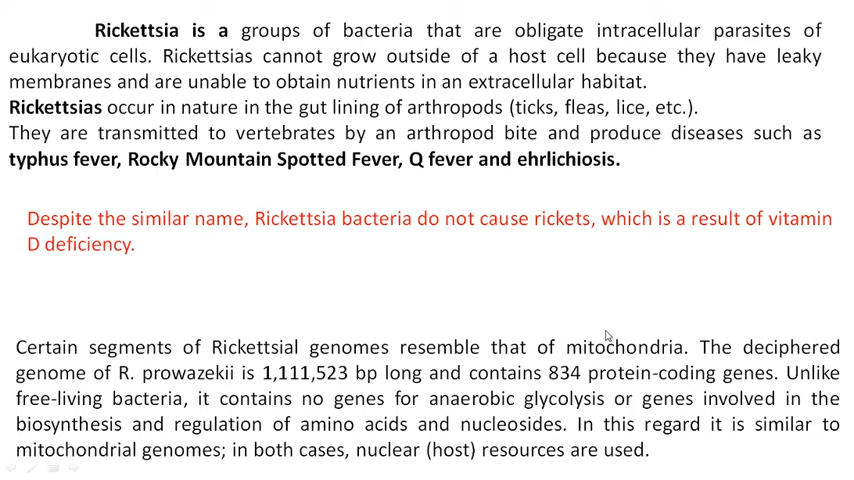 Rickettsia is a groups of bacteria that are obligate intracellular parasites of
eukaryotic cells. Rickettsias cannot grow outside of a host cell because they have leaky
membranes and are unable to obtain nutrients in an extracellular habitat.
Rickettsias occur in nature in the gut lining of arthropods (ticks, fleas, lice, etc.).
They are transmitted to vertebrates by an arthropod bite and produce diseases such as
typhus fever, Rocky Mountain Spotted Fever, Q fever and ehrlichiosis.
Despite the similar name, Rickettsia bacteria do not cause rickets, which is a result of vitamin
D deficiency.
Certain segments of Rickettsial genomes resemble that of mitochondria. The deciphered
genome of R. prowazekii is 1,111,523 bp long and contains 834 protein-coding genes. Unlike
free-living bacteria, it contains no genes for anaerobic glycolysis or genes involved in the
biosynthesis and regulation of amino acids and nucleosides. In this regard it is similar to
mitochondrial genomes; in both cases, nuclear (host) resources are used.